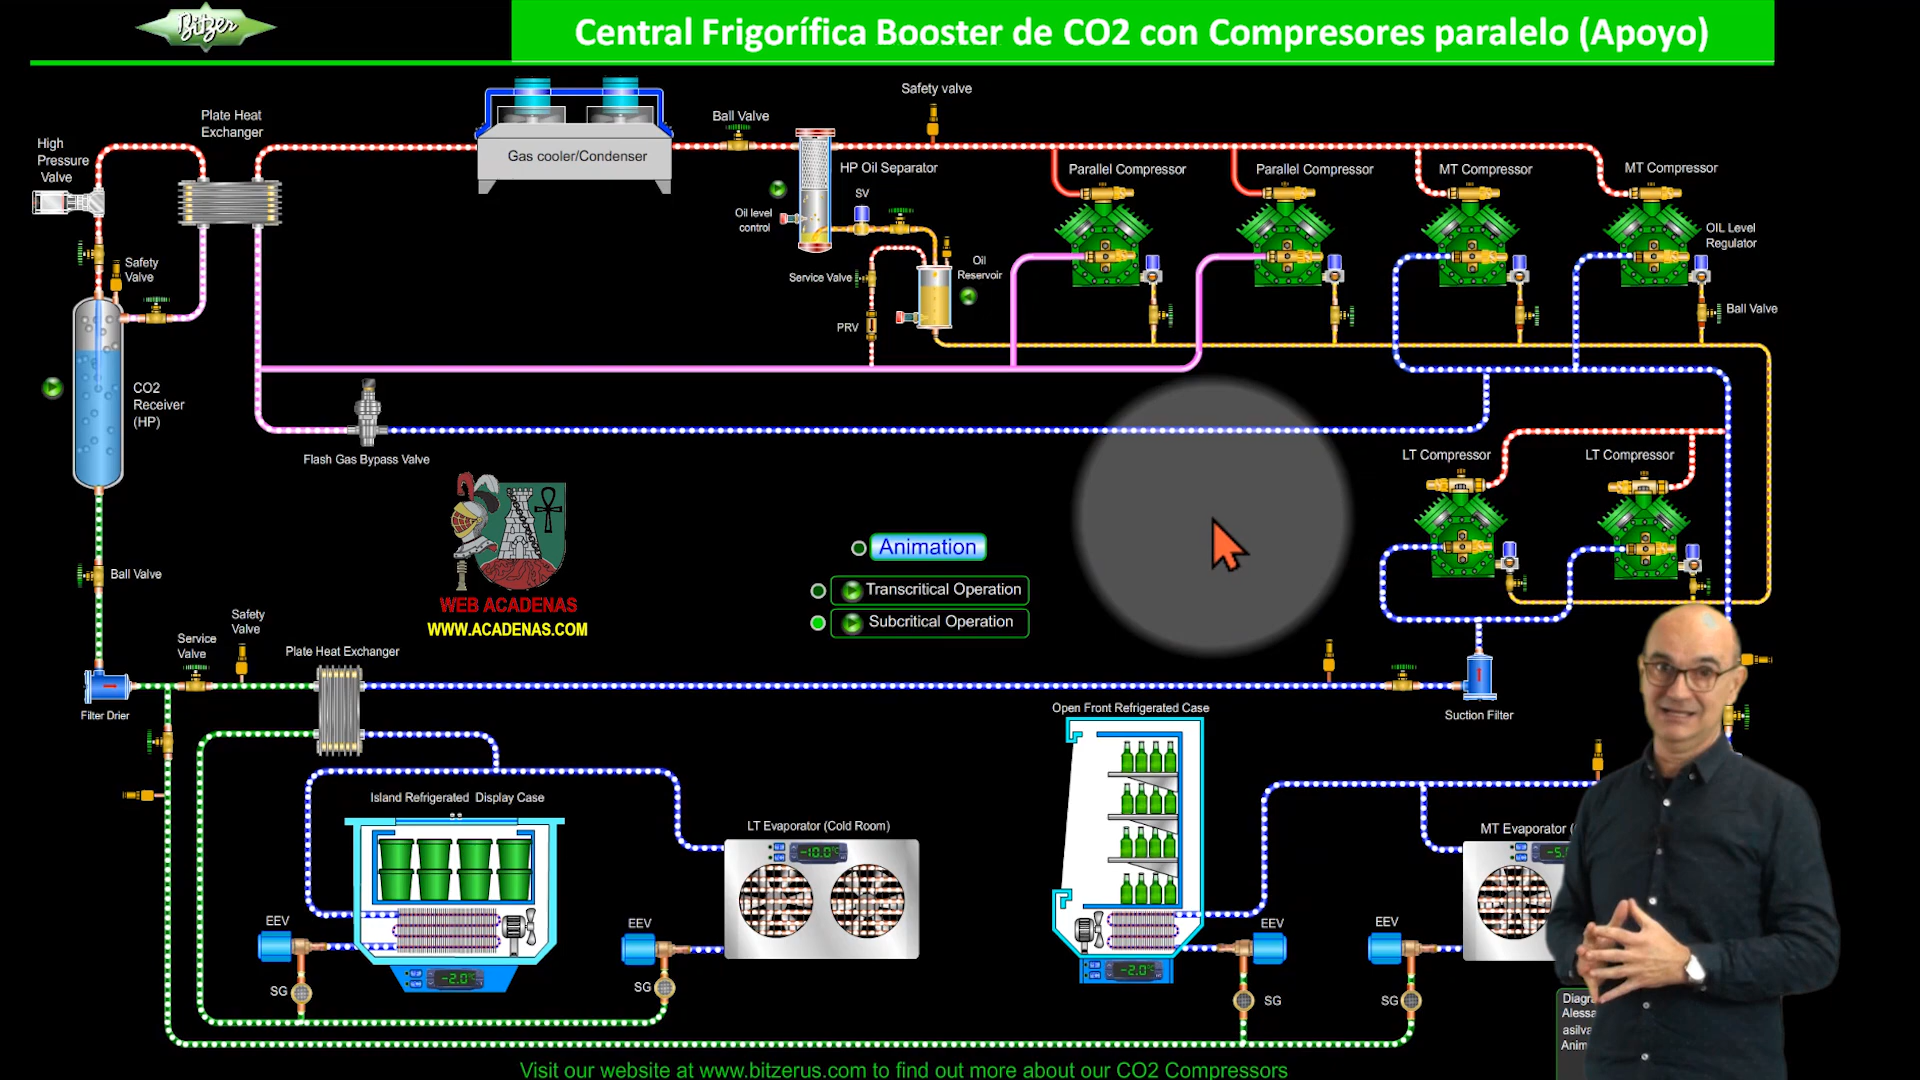 Bitzer
Central Frigorífica Booster de CO2 con Compresores paralelo (Apoyo)
Safety valve
Plate Heat
Exchanger
Ball Valve
High
Pressure
Valve
Gas cooler/Condenser
HP Oil Separator
Parallel Compressor
Parallel Compressor
MT Compressor
MT Compressor
SV
Oil level
control
OIL Level
Regulator
Safety
Valve
Service Valve
Oil
Reservoir
Ball Valve
PRV
CO2
Receiver
(HP)
Flash Gas Bypass Valve
LT Compressor
LT Compressor
Animation
Transcritical Operation
Subcritical Operation
Ball Valve
WEB ACADENAS
WWW.ACADENAS.COM
Safety
Valve
Service
Valve
Plate Heat Exchanger
Filter Drier
Suction Filter
Open Front Refrigerated Case
Island Refrigerated Display Case
LT Evaporator (Cold Room)
MT Evaporator (
-10.0°C
-5.
EEV
EEV
EEV
EEV
-2.0°C
-2.0°C
SG
SG
SG
SG
Diagra
Alessa
asilva
Anim
Visit our website at www.bitzerus.com to find out more about our CO2 Compressors